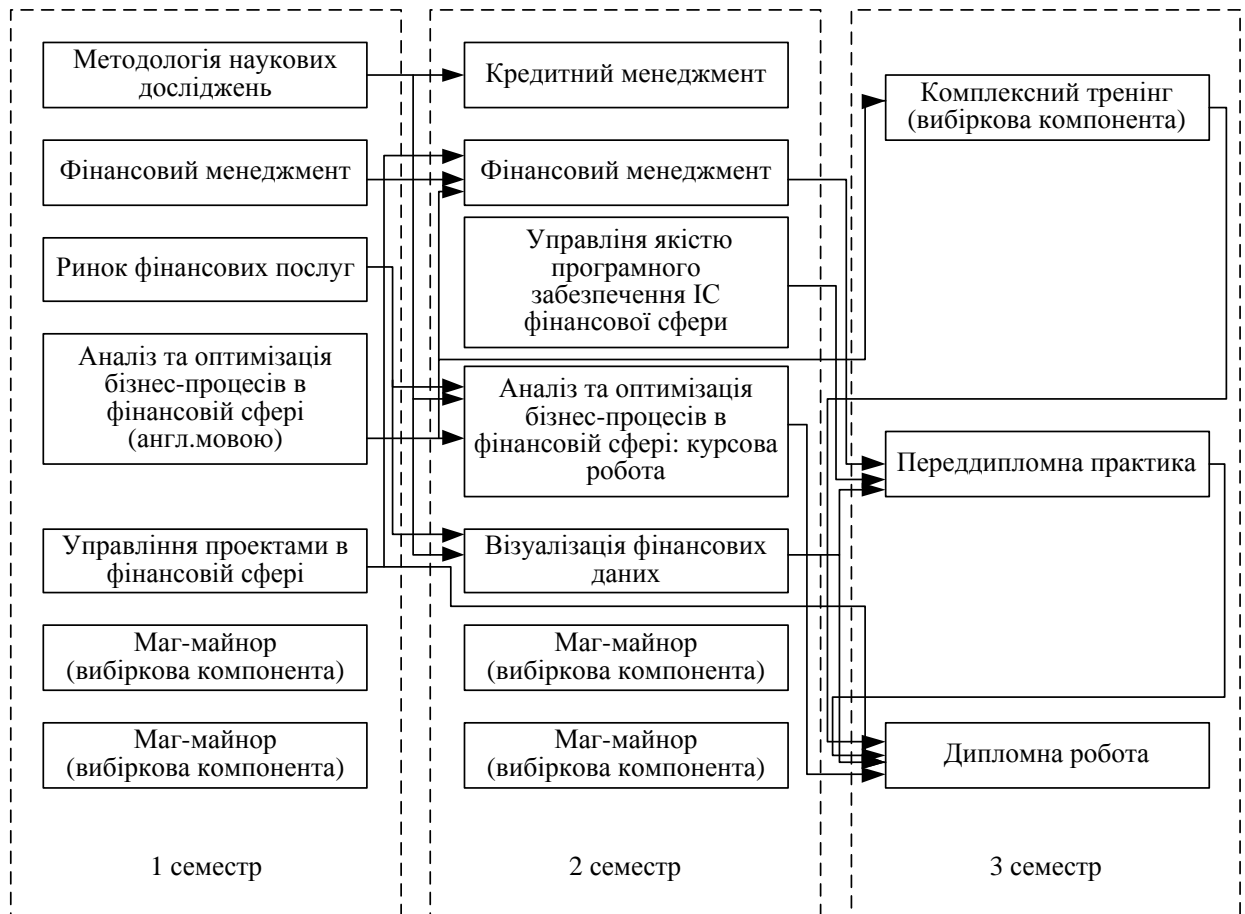 Методологія наукових
досліджень
Фінансовий менеджмент
Ринок фінансових послуг
Аналіз та оптимізація
бізнес-процесів в
фінансовій сфері
(англ.мовою)
Управління проектами в
фінансовій сфері
Маг-майнор
(вибіркова компонента)
Маг-майнор
(вибіркова компонента)
1 семестр
Кредитний менеджмент
Фінансовий менеджмент
Управліня якістю
програмного
забезпечення ІС
фінансової сфери
Аналіз та оптимізація
бізнес-процесів в
фінансовій сфері: курсова
робота
Візуалізація фінансових
даних
Маг-майнор
(вибіркова компонента)
Маг-майнор
(вибіркова компонента)
2 семестр
Комплексний тренінг
(вибіркова компонента)
Переддипломна практика
Дипломна робота
3 семестр